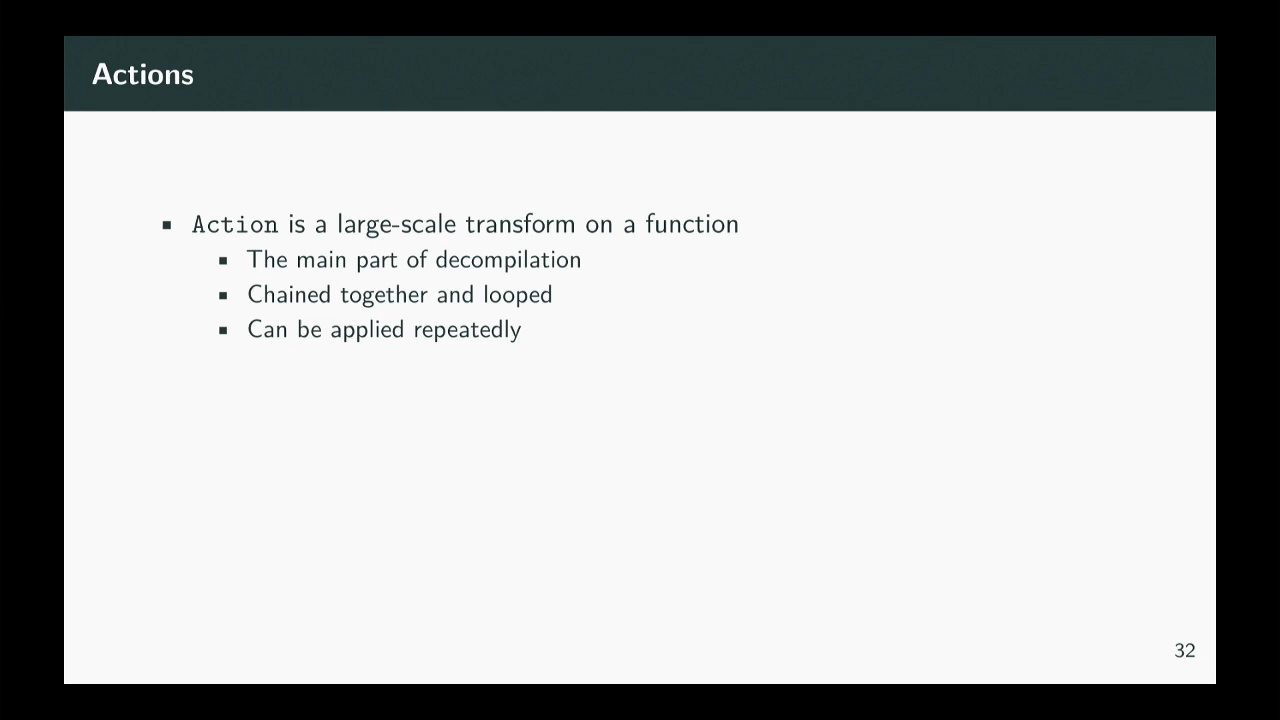 Actions
▪ Action is a large-scale transform on a function
▪ The main part of decompilation
▪ Chained together and looped
▪ Can be applied repeatedly
32